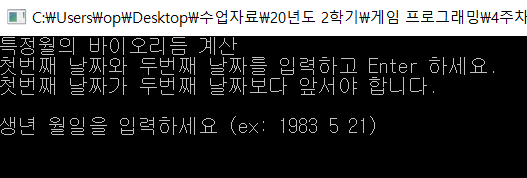 C:₩Users₩op₩Desktop₩수업자료₩20년도 2학기₩게임 프로그래밍₩4주차
특정월의 바이오리듬 계산
첫번째 날짜와 두번째 날짜를 입력하고 Enter 하세요.
첫번째 날짜가 두번째 날짜보다 앞서야 합니다.
생년 월일을 입력하세요 (ex: 1983 5 21)